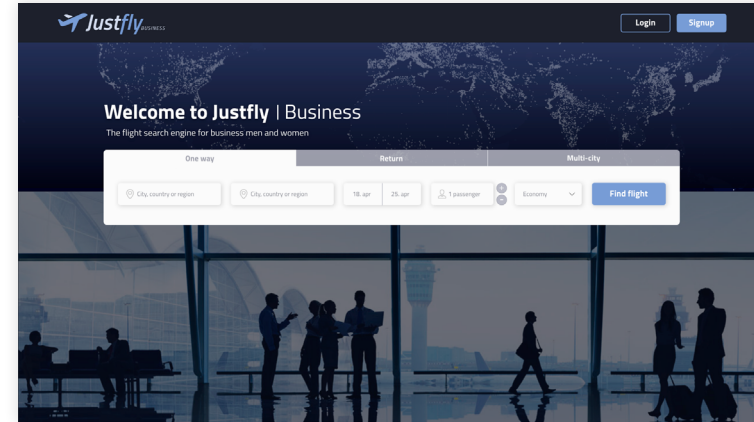 Justfly BUSINESS
Login
Signup
Welcome to Justfly | Business
The flight search engine for business men and women
One way
Return
Multi-city
City, country or region
City, country or region
18. apr
25. apr
1 passenger
+
-
Economy
Find flight